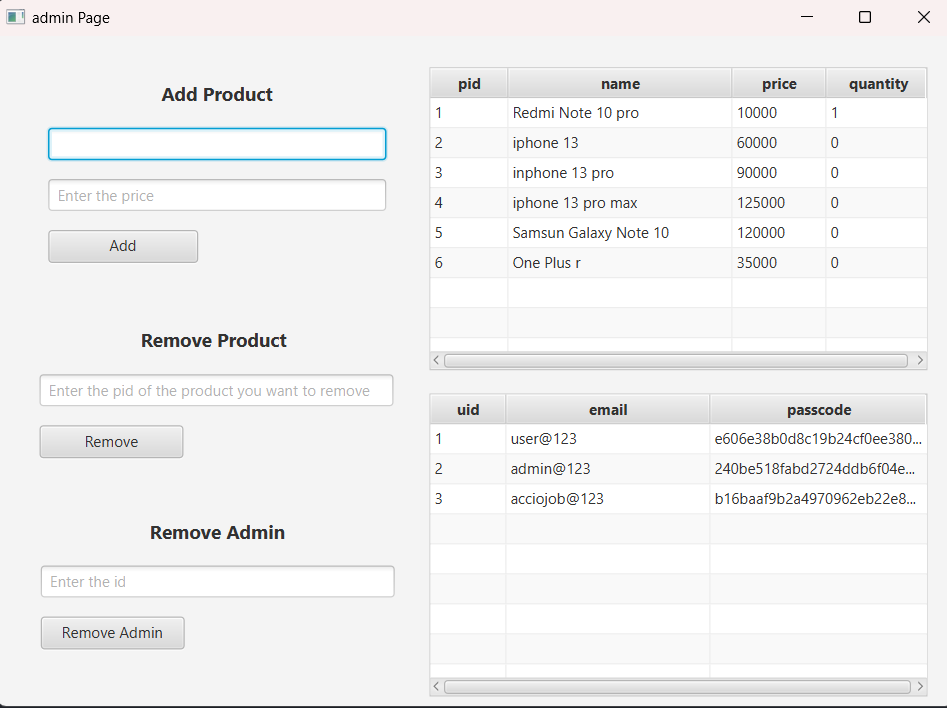 admin Page
Add Product
Enter the price
Add
Remove Product
Enter the pid of the product you want to remove
Remove
Remove Admin
Enter the id
Remove Admin
pid name price quantity
1 Redmi Note 10 pro 10000 1
2 iphone 13 60000 0
3 inphone 13 pro 90000 0
4 iphone 13 pro max 125000 0
5 Samsun Galaxy Note 10 120000 0
6 One Plus r 35000 0
uid email passcode
1 user@123 e606e38b0d8c19b24cf0ee380...
2 admin@123 240be518fabd2724ddb6f04e...
3 acciojob@123 b16baaf9b2a4970962eb22e8...